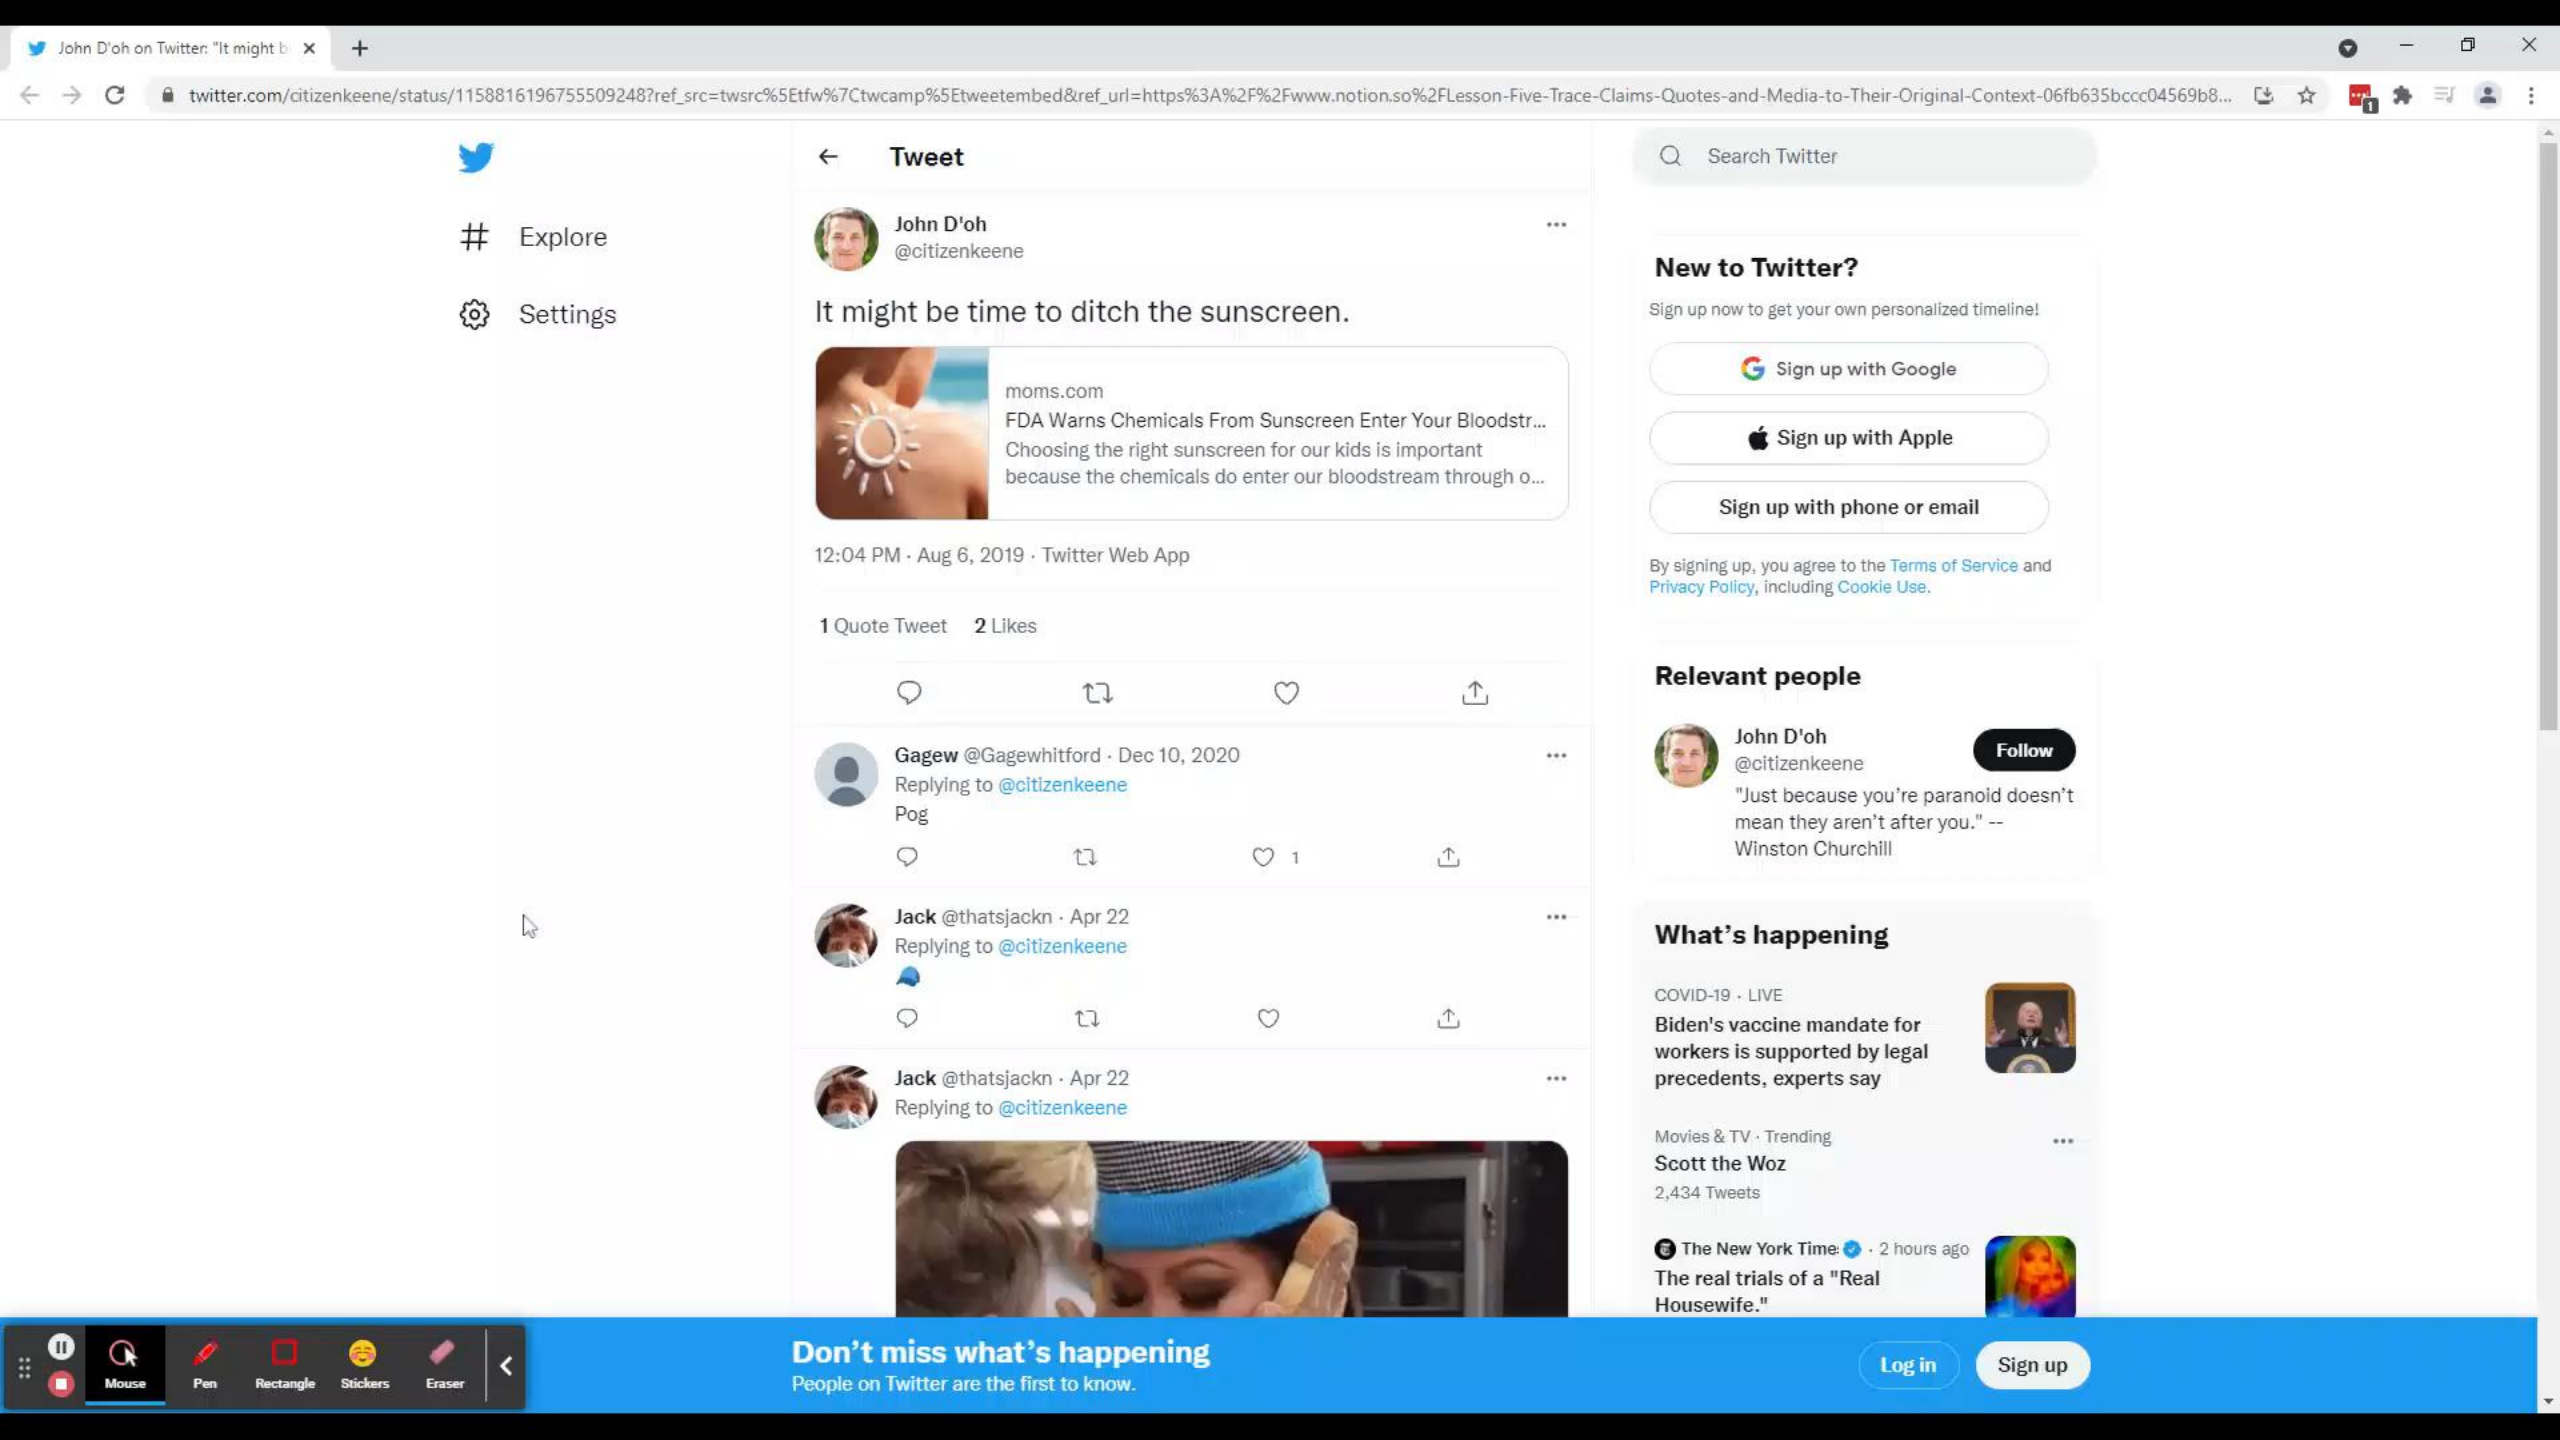 John D'oh on Twitter: "It might b
twitter.com/citizenkeene/status/1158816196755509248?ref_src=twsrc%5Etfw%7Ctwcamp%5Etweetembed&ref_url=https%3A%2F%2Fwww.notion.so%2FLesson-Five-Trace-Claims-Quotes-and-Media-to-Their-Original-Context-06fb635bccc04569b8...
1
Explore
Settings
Tweet
John D'oh
@citizenkeene
It might be time to ditch the sunscreen.
moms.com
FDA Warns Chemicals From Sunscreen Enter Your Bloodstr...
Choosing the right sunscreen for our kids is important
because the chemicals do enter our bloodstream through o...
12:04 PM · Aug 6, 2019 · Twitter Web App
1 Quote Tweet 2 Likes
Gagew @Gagewhitford · Dec 10, 2020
Replying to @citizenkeene
Pog
1
Jack @thatsjackn · Apr 22
Replying to @citizenkeene
Jack @thatsjackn · Apr 22
Replying to @citizenkeene
Search Twitter
New to Twitter?
Sign up now to get your own personalized timeline!
Sign up with Google
Sign up with Apple
Sign up with phone or email
By signing up, you agree to the Terms of Service and
Privacy Policy, including Cookie Use.
Relevant people
John D'oh
@citizenkeene
Follow
"Just because you're paranoid doesn't
mean they aren't after you." --
Winston Churchill
What's happening
COVID-19 · LIVE
Biden's vaccine mandate for
workers is supported by legal
precedents, experts say
Movies & TV · Trending
Scott the Woz
2,434 Tweets
The New York Time · 2 hours ago
The real trials of a "Real
Housewife."
Mouse
Pen
Rectangle
Stickers
Eraser
Don't miss what's happening
People on Twitter are the first to know.
Log in
Sign up